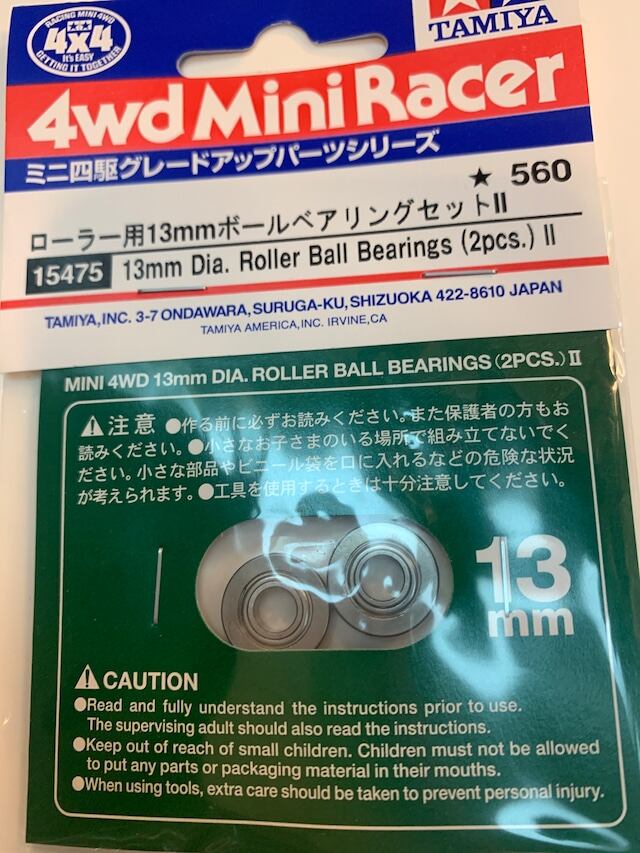 RACING MINI 4WD
4x4
It's EASY
GETTING IT TOGETHER
TAMIYA
4wd Mini Racer
ミニ四駆グレードアップパーツシリーズ
★ 560
ローラー用13mmボールベアリングセットII
15475 13mm Dia. Roller Ball Bearings (2pcs.) II
TAMIYA,INC. 3-7 ONDAWARA, SURUGA-KU, SHIZUOKA 422-8610 JAPAN
TAMIYA AMERICA,INC. IRVINE,CA
MINI 4WD 13mm DIA. ROLLER BALL BEARINGS (2PCS.) II
⚠注意 ●作る前に必ずお読みください。また保護者の方もお
読みください。●小さなお子さまのいる場所で組み立てないでく
ださい。小さな部品やビニール袋を口に入れるなどの危険な状況
が考えられます。●工具を使用するときは十分注意してください。
13
mm
⚠CAUTION
●Read and fully understand the instructions prior to use.
The supervising adult should also read the instructions.
●Keep out of reach of small children. Children must not be allowed
to put any parts or packaging material in their mouths.
●When using tools, extra care should be taken to prevent personal injury.